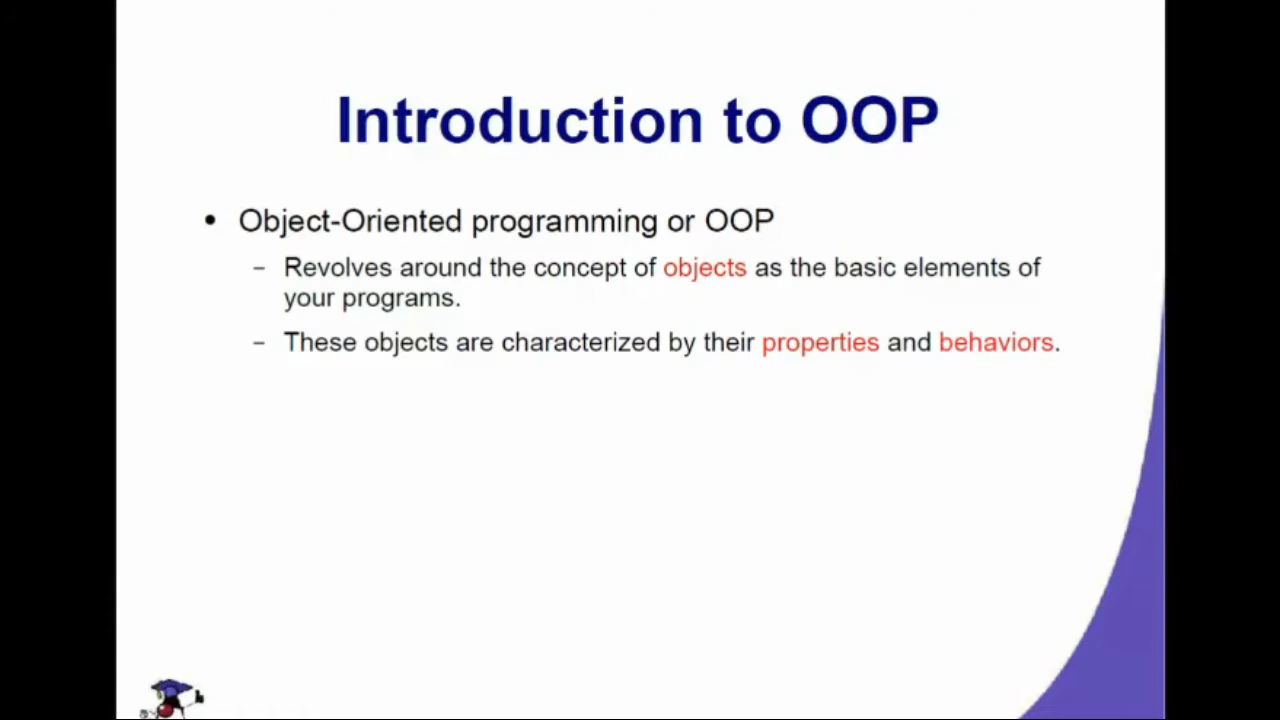 Introduction to OOP
• Object-Oriented programming or OOP
– Revolves around the concept of objects as the basic elements of
your programs.
– These objects are characterized by their properties and behaviors.